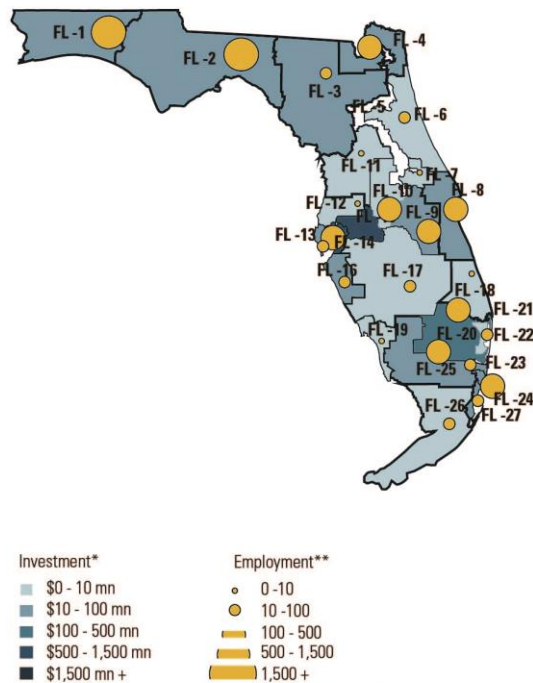 FL -1
FL -2
FL -3
FL -4
FL -5
FL -6
FL -7
FL -8
FL -9
FL -10
FL -11
FL -12
FL
FL -13
FL -14
FL -16
FL -17
FL -18
FL -19
FL -20
FL -21
FL -22
FL -23
FL -24
FL -25
FL -26
FL -27
Investment*
$0 - 10 mn
$10 - 100 mn
$100 - 500 mn
$500 - 1,500 mn
$1,500 mn +
Employment**
0 -10
10 -100
100 - 500
500 - 1,500
1,500 +